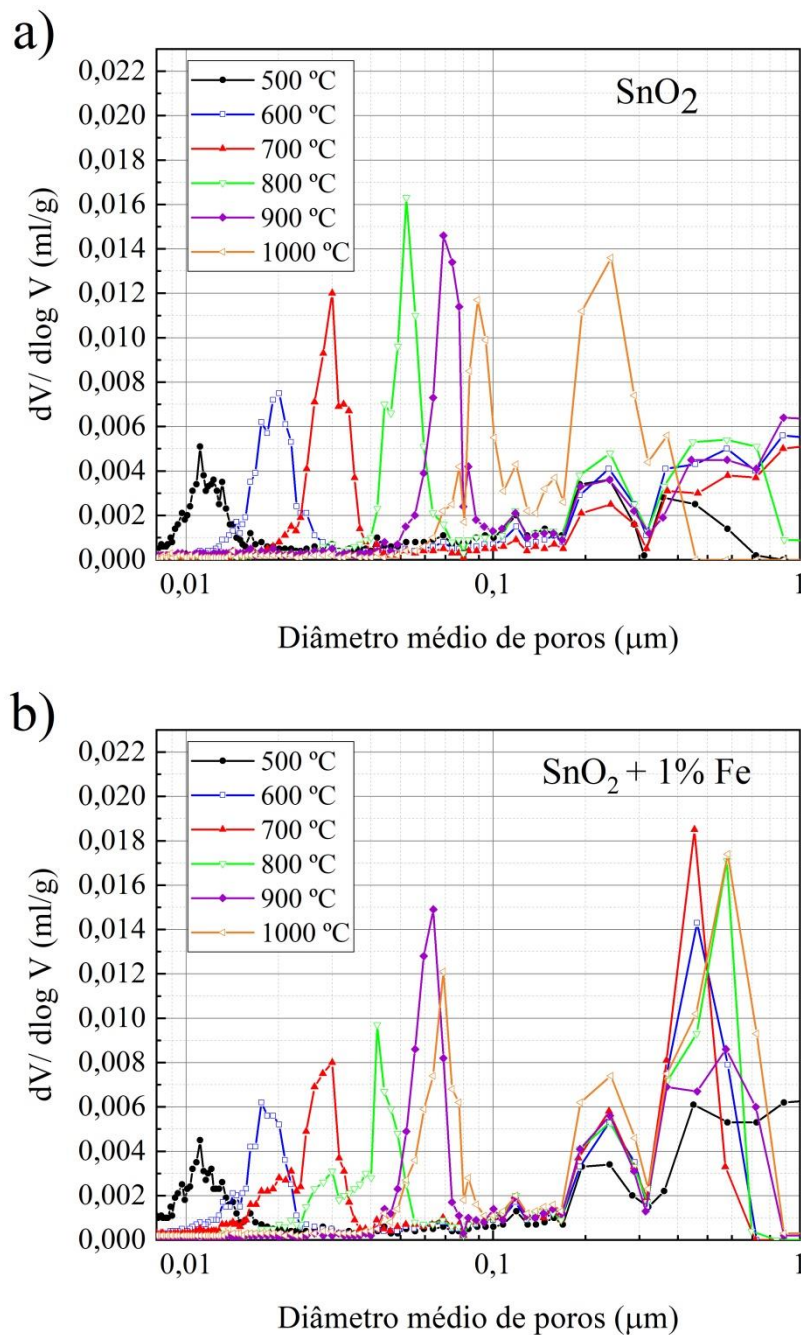 a)
0,022
0,020
0,018
0,016
0,014
0,012
0,010
0,008
0,006
0,004
0,002
0,000
dV/ dlog V (ml/g)
500 ºC
600 ºC
700 ºC
800 ºC
900 ºC
1000 ºC
SnO2
0,01 0,1 1
Diâmetro médio de poros (μm)
b)
0,022
0,020
0,018
0,016
0,014
0,012
0,010
0,008
0,006
0,004
0,002
0,000
dV/ dlog V (ml/g)
500 ºC
600 ºC
700 ºC
800 ºC
900 ºC
1000 ºC
SnO2 + 1% Fe
0,01 0,1 1
Diâmetro médio de poros (μm)